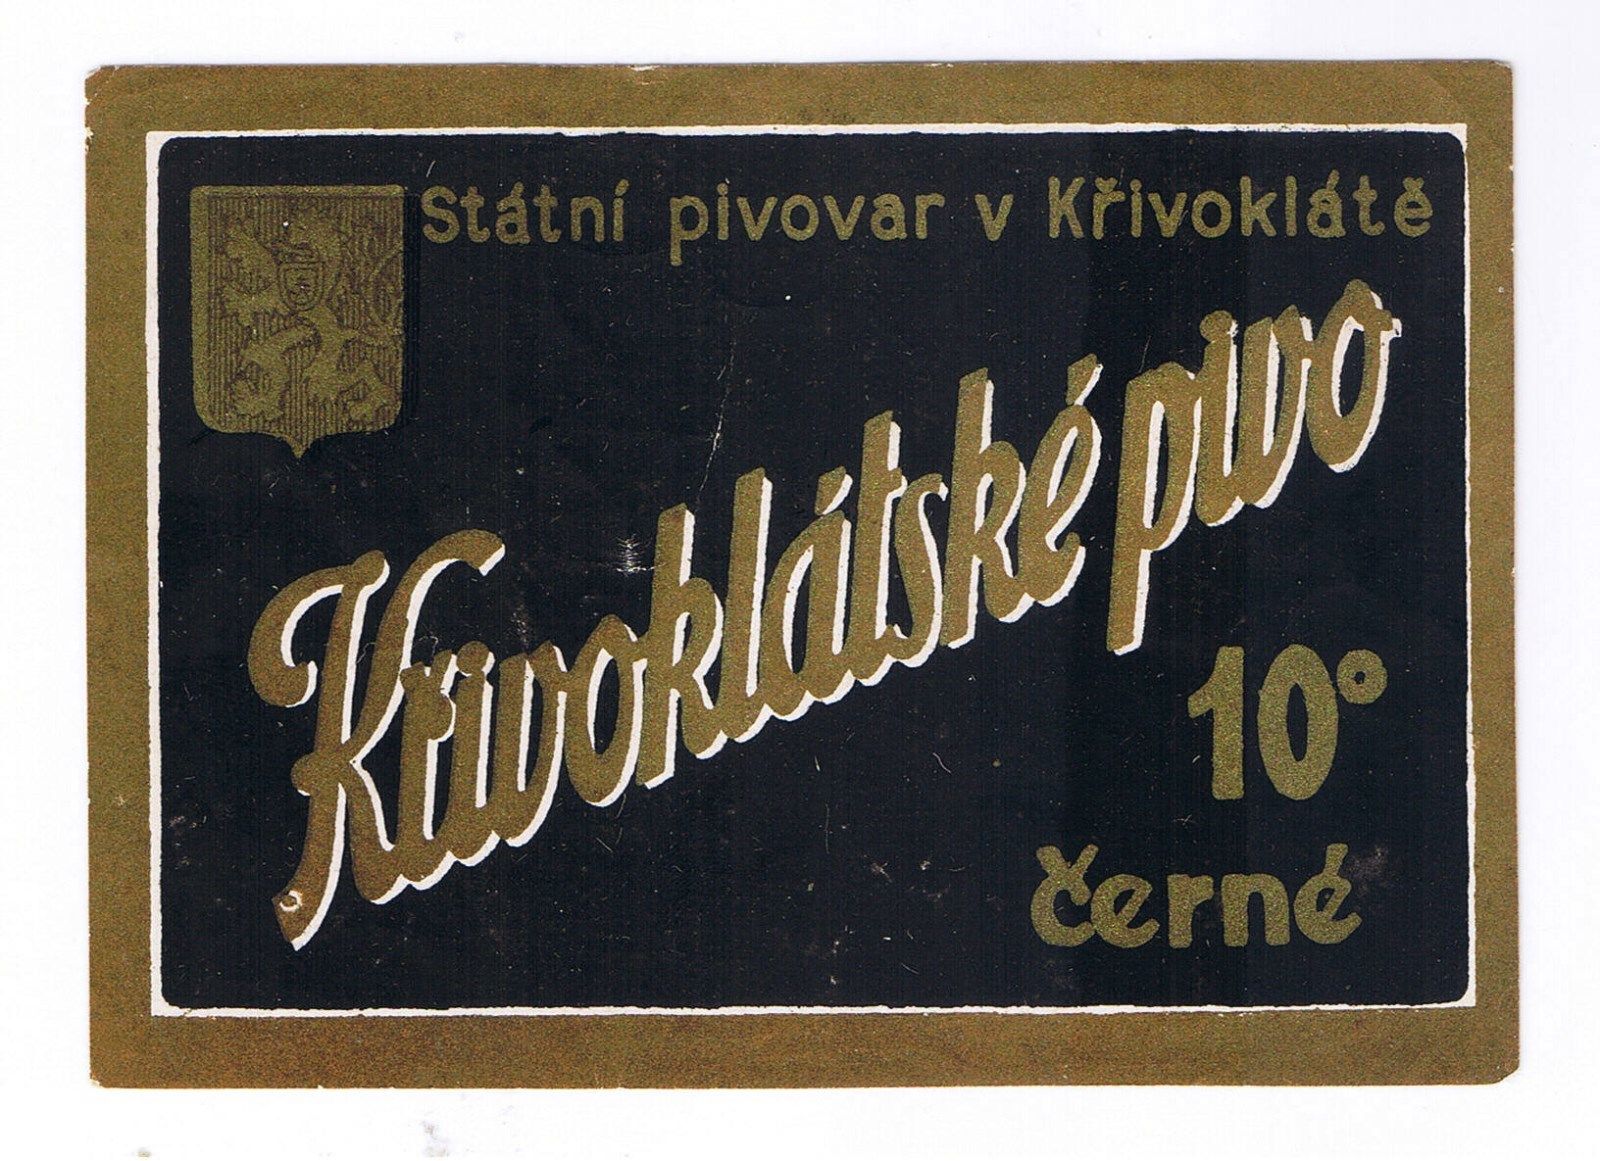 Státní pivovar v Křivoklátě
Křivoklátské pivo
10°
černé